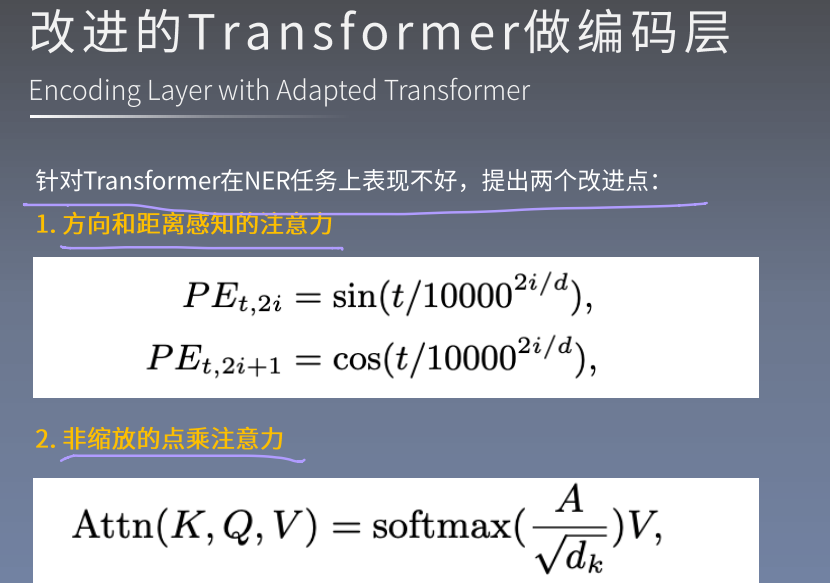 改进的Transformer做编码层
Encoding Layer with Adapted Transformer
针对Transformer在NER任务上表现不好，提出两个改进点：
1. 方向和距离感知的注意力
PE_{t,2i} = sin(t/10000^{2i/d}),
PE_{t,2i+1} = cos(t/10000^{2i/d}),
2. 非缩放的点乘注意力
Attn(K, Q, V) = softmax(\frac{A}{\sqrt{d_k}})V,